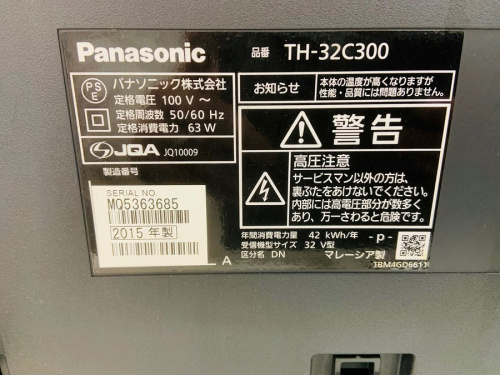 Panasonic 品番 TH-32C300
PS
E
パナソニック株式会社
定格電圧 100 V ～
定格周波数 50/60 Hz
定格消費電力 63 W
JQA JQ10009
製造番号
SERIAL NO.
MQ5363685
2015 年製
A
お知らせ
本体の温度が高くなりますが
性能・品質には問題ありません。
警告
高圧注意
サービスマン以外の方は、
裏ぶたをあけないでください。
内部には高電圧部分が数多く
あり、万一さわると危険です。
年間消費電力量 42 kWh/年
受信機型サイズ 32 V型
区分名 DN
-p-
マレーシア製
TBM4GD6611